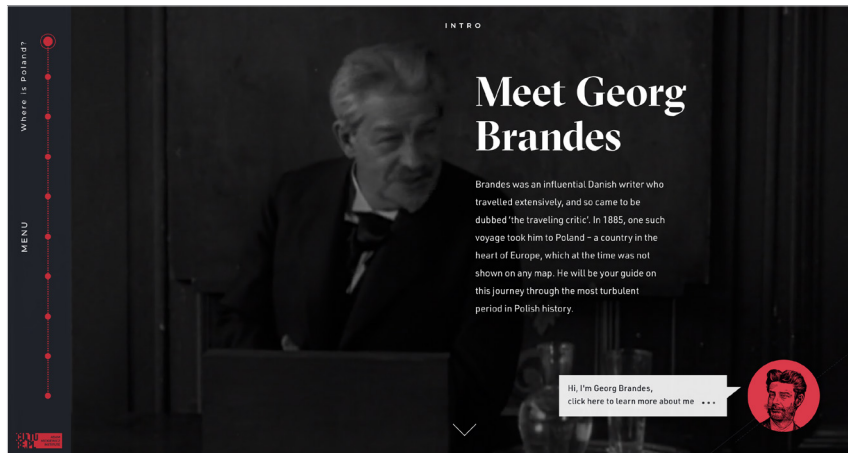 INTRO
Where is Poland?
MENU
Meet Georg
Brandes
Brandes was an influential Danish writer who
travelled extensively, and so came to be
dubbed ‘the traveling critic’. In 1885, one such
voyage took him to Poland – a country in the
heart of Europe, which at the time was not
shown on any map. He will be your guide on
this journey through the most turbulent
period in Polish history.
Hi, I'm Georg Brandes,
click here to learn more about me ...
CULTU
RE.PL